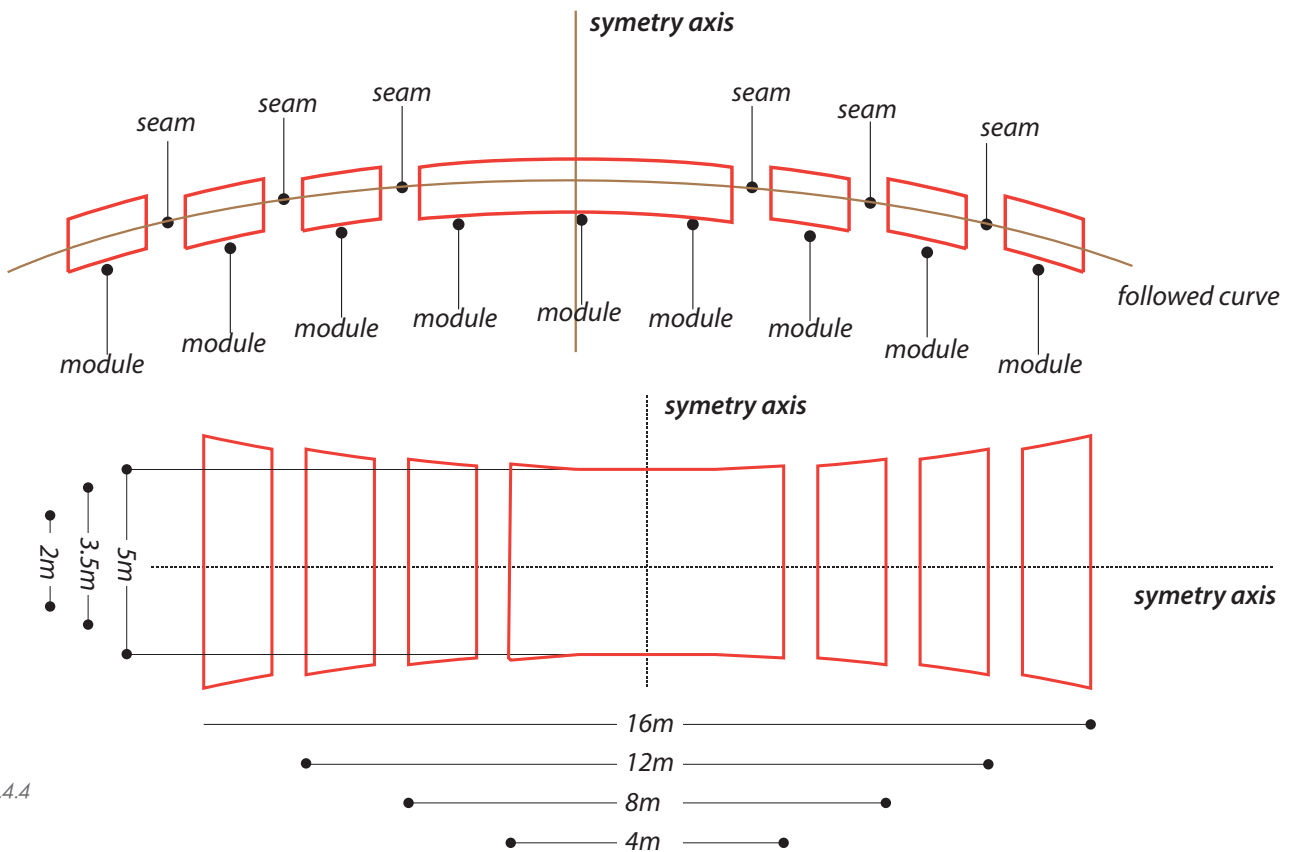 symetry axis
seam
seam
seam
seam
seam
seam
followed curve
module
module
module
module
module
module
module
module
module
symetry axis
2m
3.5m
5m
symetry axis
16m
12m
.4.4
8m
4m